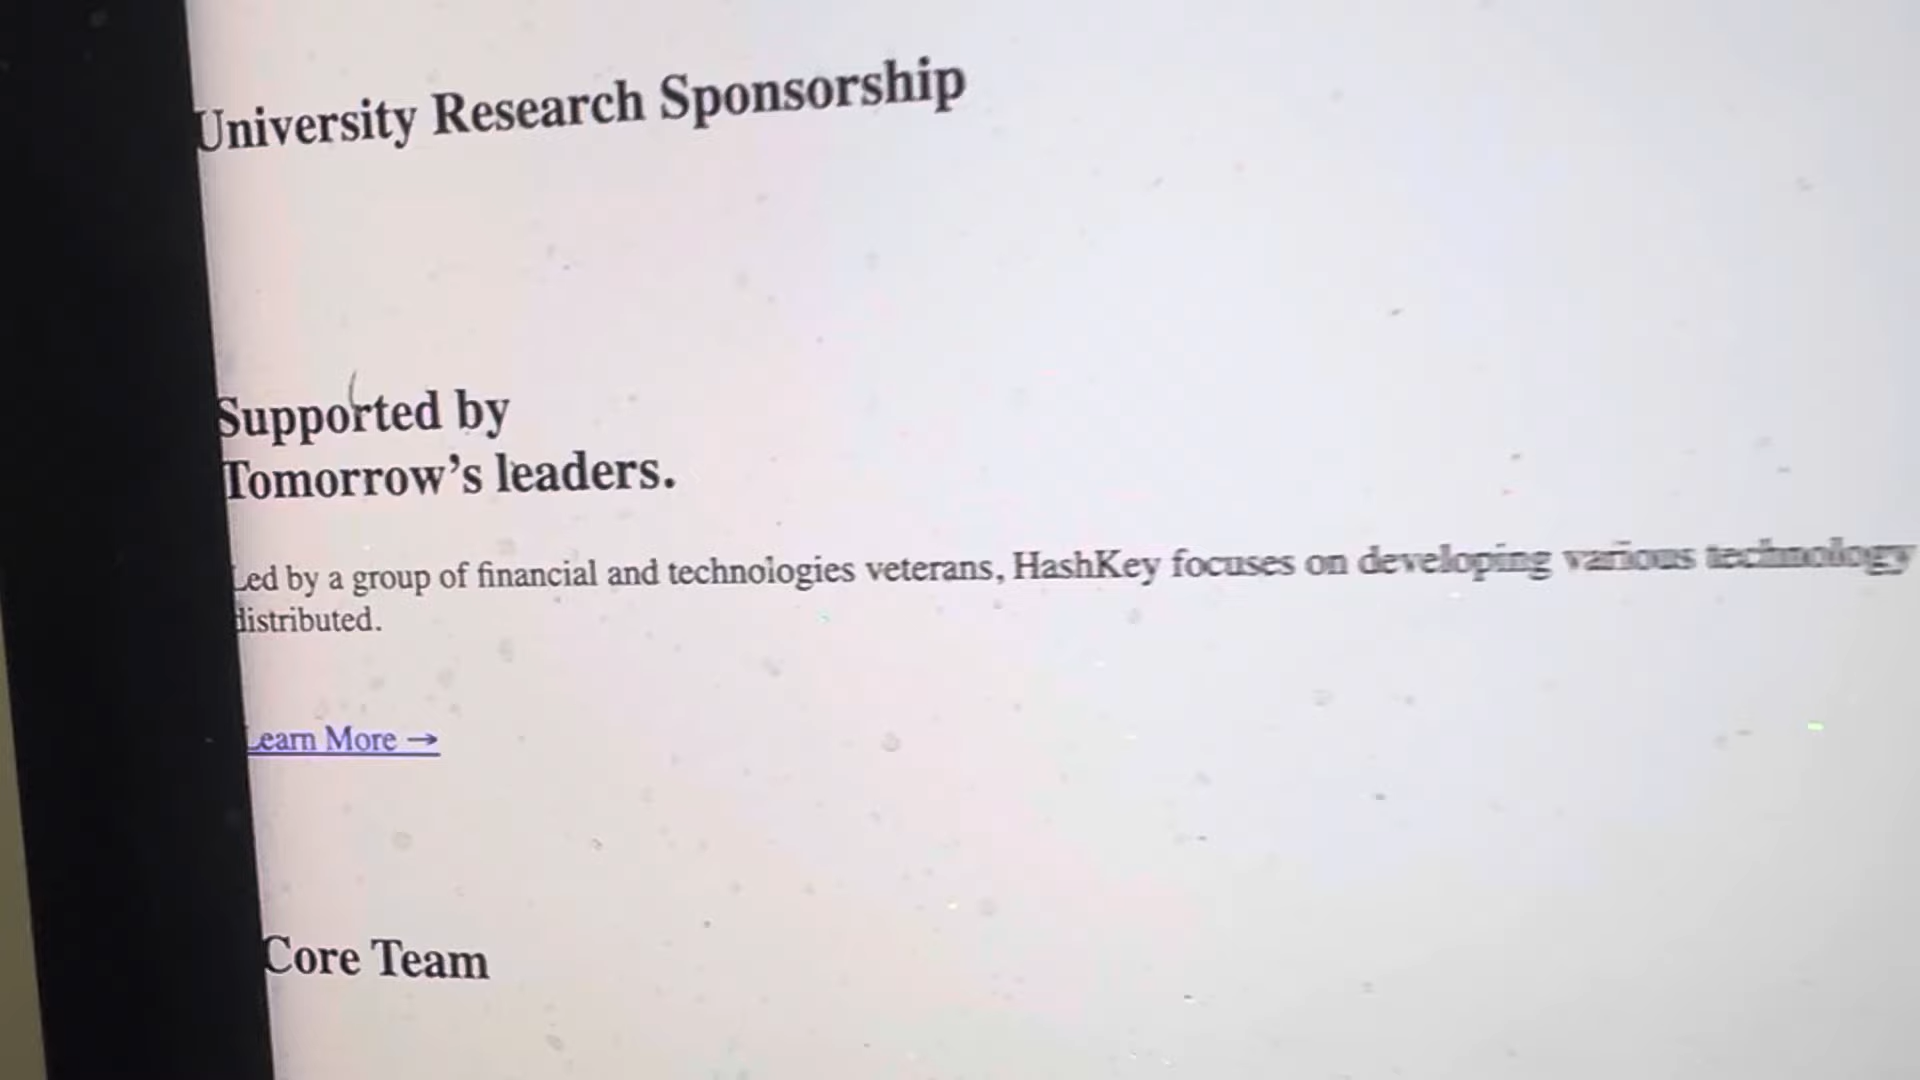 University Research Sponsorship
Supported by
Tomorrow’s leaders.
Led by a group of financial and technologies veterans, HashKey focuses on developing various technology
distributed.
Learn More →
Core Team